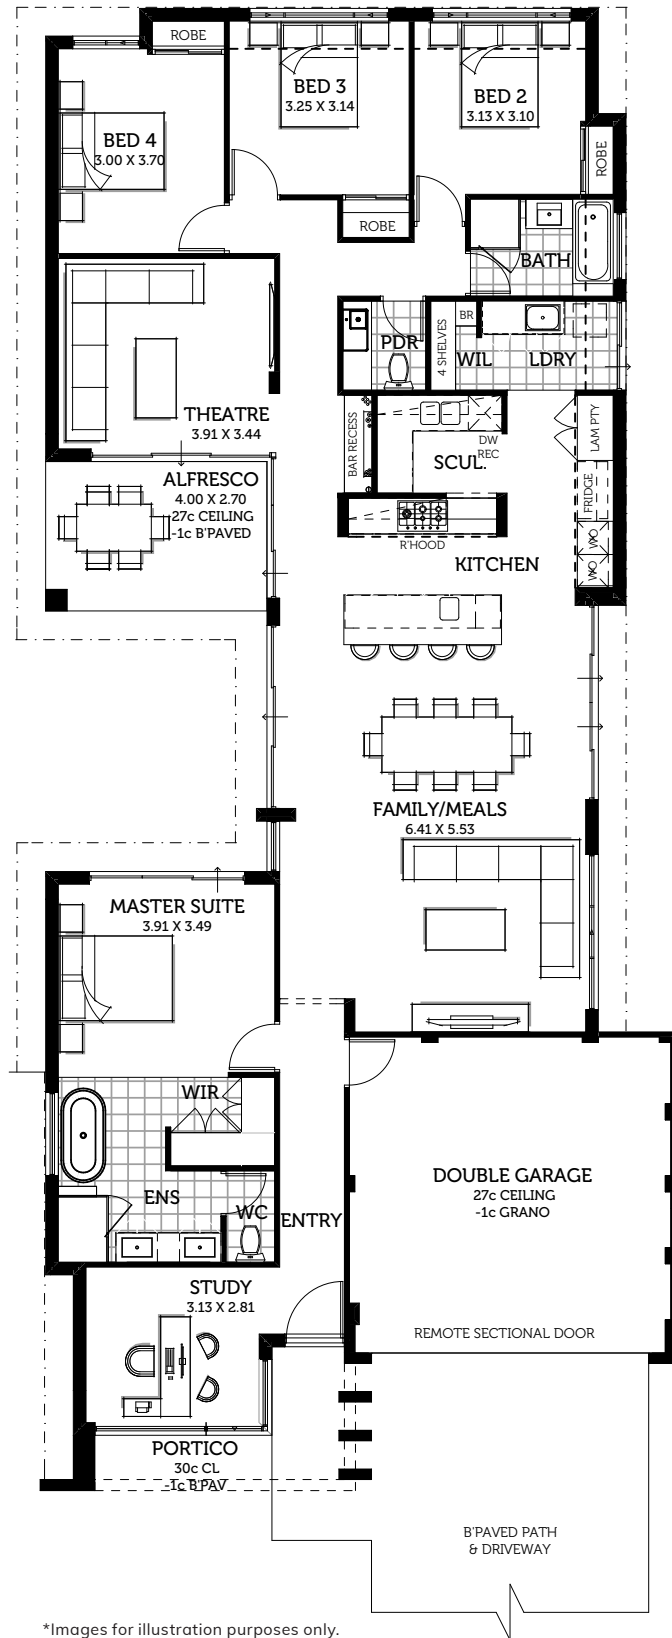 ROBE
BED 3
3.25 X 3.14
BED 2
3.13 X 3.10
BED 4
3.00 X 3.70
ROBE
ROBE
BATH
PDR
4 SHELVES
BR
WIL
LDRY
THEATRE
3.91 X 3.44
BAR RECESS
DW
REC
SCUL.
LAM PTY
FRIDGE
WO
WO
ALFRESCO
4.00 X 2.70
27c CEILING
-1c B'PAVED
R'HOOD
KITCHEN
FAMILY/MEALS
6.41 X 5.53
MASTER SUITE
3.91 X 3.49
WIR
ENS
WC
ENTRY
DOUBLE GARAGE
27c CEILING
-1c GRANO
STUDY
3.13 X 2.81
REMOTE SECTIONAL DOOR
PORTICO
30c CL
-1c B'PAV
B'PAVED PATH
& DRIVEWAY
*Images for illustration purposes only.